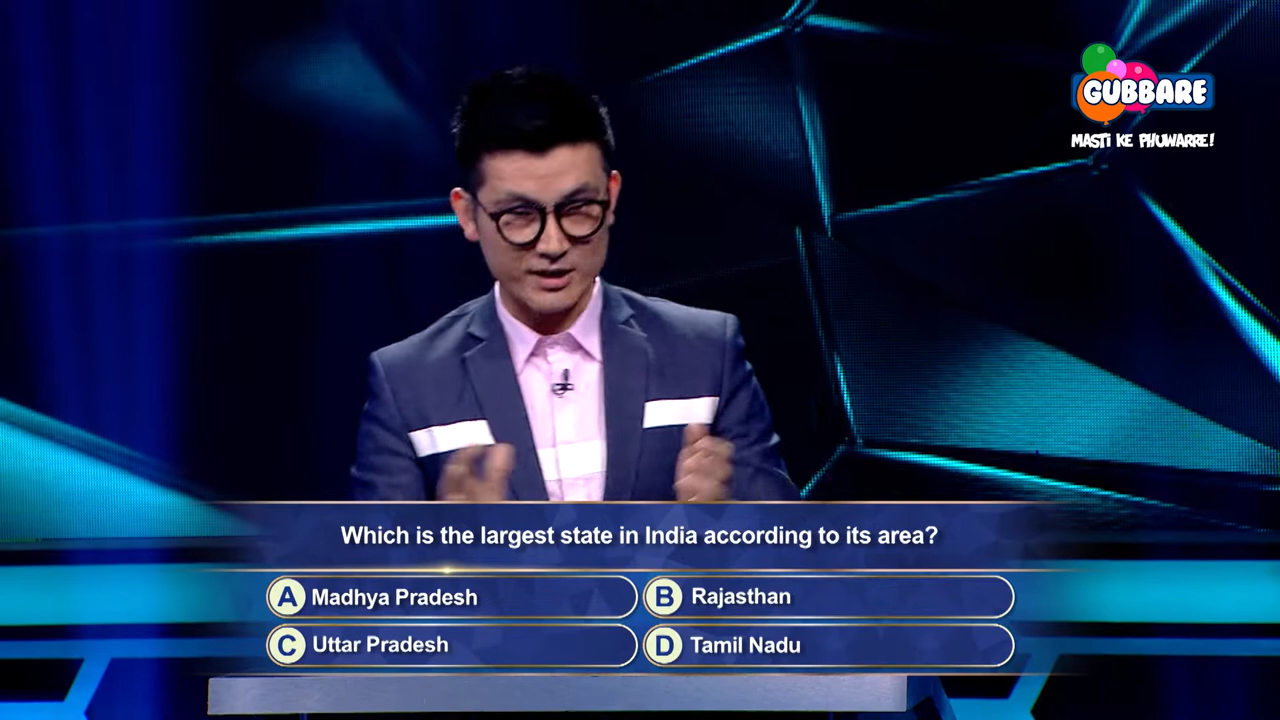 GUBBARE
MASTI KE PHUWARRE!
Which is the largest state in India according to its area?
A Madhya Pradesh
B Rajasthan
C Uttar Pradesh
D Tamil Nadu